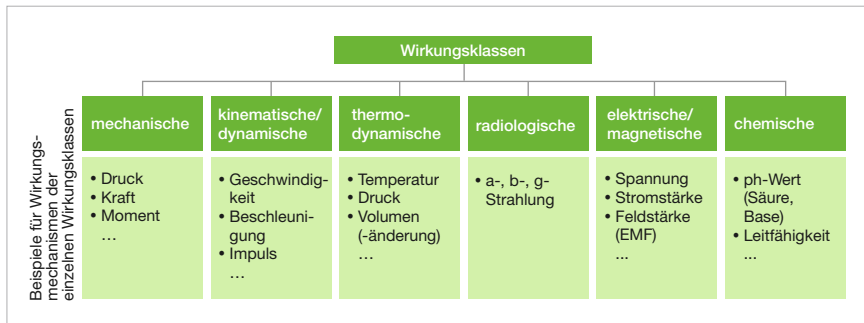 Wirkungsklassen
mechanische
kinematische/
dynamische
thermo-
dynamische
radiologische
elektrische/
magnetische
chemische
Beispiele für Wirkungs-
mechanismen der
einzelnen Wirkungsklassen
• Druck
• Kraft
• Moment
…
• Geschwindig-
keit
• Beschleuni-
gung
• Impuls
…
• Temperatur
• Druck
• Volumen
(-änderung)
…
• a-, b-, g-
Strahlung
• Spannung
• Stromstärke
• Feldstärke
(EMF)
...
• ph-Wert
(Säure,
Base)
• Leitfähigkeit
...